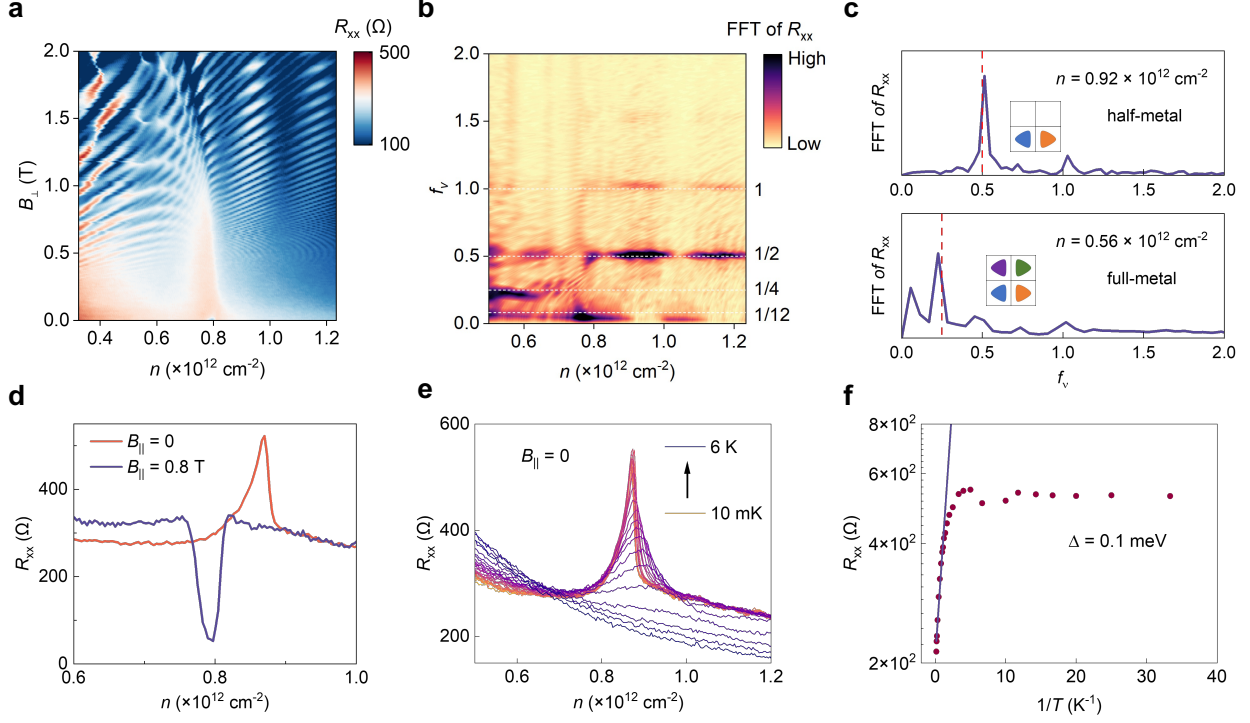 a
R_xx (Ω)
500
100
2.0
1.5
1.0
0.5
0.0
B_⊥ (T)
0.4
0.6
0.8
1.0
1.2
n (×10^12 cm^-2)
b
FFT of R_xx
High
Low
2.0
1.5
1.0
0.5
0.0
f_ν
1
1/2
1/4
1/12
0.6
0.8
1.0
1.2
n (×10^12 cm^-2)
c
FFT of R_xx
n = 0.92 × 10^12 cm^-2
half-metal
0.0
0.5
1.0
1.5
2.0
FFT of R_xx
n = 0.56 × 10^12 cm^-2
full-metal
0.0
0.5
1.0
1.5
2.0
f_ν
d
B_|| = 0
B_|| = 0.8 T
400
200
0
R_xx (Ω)
0.6
0.8
1.0
n (×10^12 cm^-2)
e
600
400
200
R_xx (Ω)
B_|| = 0
6 K
10 mK
0.6
0.8
1.0
1.2
n (×10^12 cm^-2)
f
8×10^2
6×10^2
4×10^2
2×10^2
R_xx (Ω)
Δ = 0.1 meV
0
10
20
30
40
1/T (K^-1)